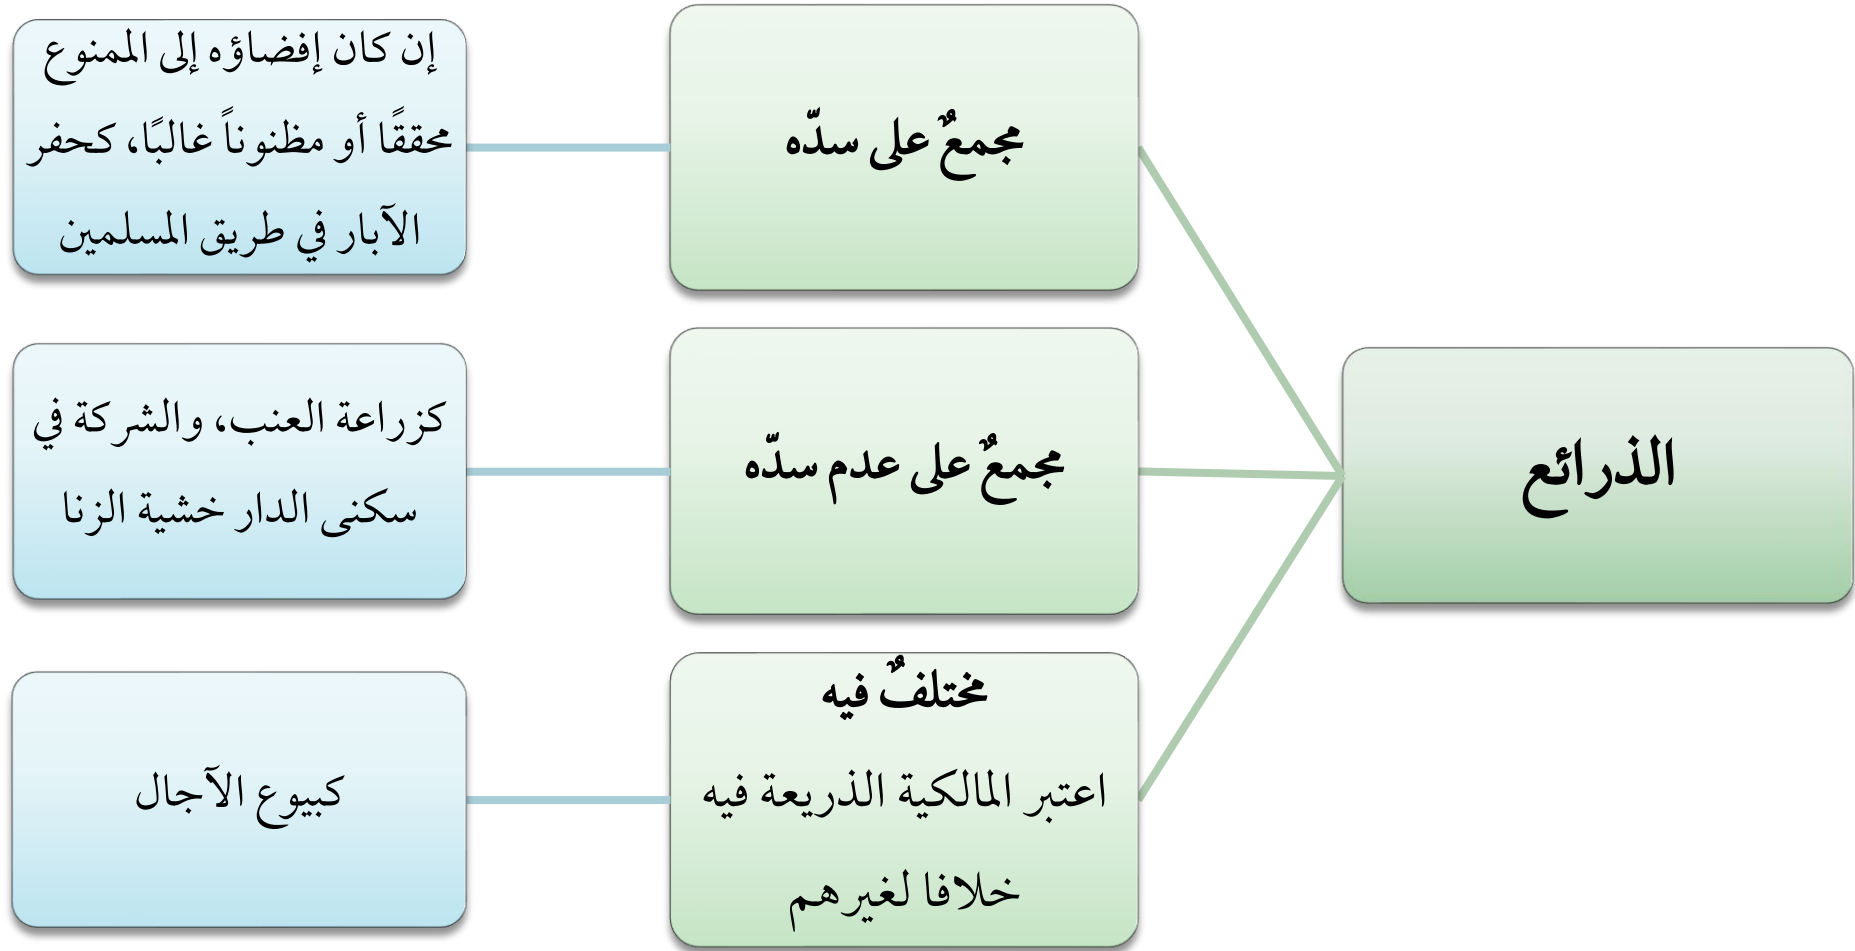 الذرائع
مجمعٌ على سدّه
إن كان إفضاؤه إلى الممنوع
محققًا أو مظنوناً غالبًا، كحفر
الآبار في طريق المسلمين
مجمعٌ على عدم سدّه
كزراعة العنب، والشركة في
سكنى الدار خشية الزنا
مختلفٌ فيه
اعتبر المالكية الذريعة فيه
خلافا لغيرهم
كبيوع الآجال